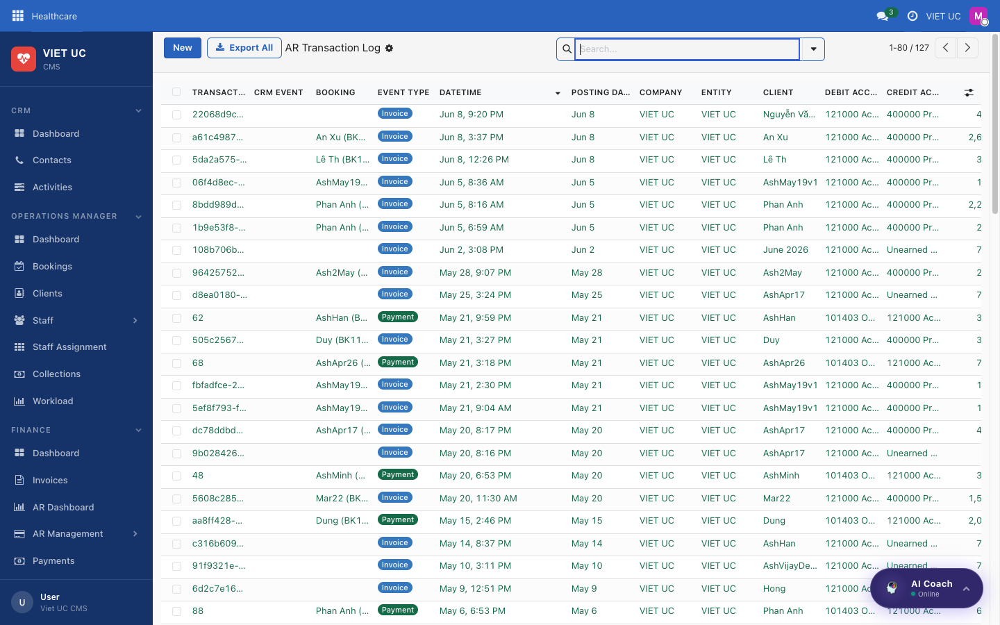 Healthcare
3
VIET UC
M
VIET UC
CMS
CRM
Dashboard
Contacts
Activities
OPERATIONS MANAGER
Dashboard
Bookings
Clients
Staff
Staff Assignment
Collections
Workload
FINANCE
Dashboard
Invoices
AR Dashboard
AR Management
Payments
U
User
Viet UC CMS
New
Export All
AR Transaction Log
Search...
1-80 / 127
TRANSACT... CRM EVENT BOOKING EVENT TYPE DATETIME POSTING DA... COMPANY ENTITY CLIENT DEBIT ACC... CREDIT AC...
22068d9c... Invoice Jun 8, 9:20 PM Jun 8 VIET UC VIET UC Nguyễn Vă... 121000 Ac... 400000 Pr... 4
a61c4987... An Xu (BK... Invoice Jun 8, 3:37 PM Jun 8 VIET UC VIET UC An Xu 121000 Ac... 400000 Pr... 2,6
5da2a575-... Lê Th (BK1... Invoice Jun 8, 12:26 PM Jun 8 VIET UC VIET UC Lê Th 121000 Ac... 400000 Pr... 3
06f4d8ec-... AshMay19... Invoice Jun 5, 8:36 AM Jun 5 VIET UC VIET UC AshMay19v1 121000 Ac... 400000 Pr... 1
8bdd989d... Phan Anh (... Invoice Jun 5, 8:16 AM Jun 5 VIET UC VIET UC Phan Anh 121000 Ac... 400000 Pr... 2,2
1b9e53f8-... Phan Anh (... Invoice Jun 5, 6:59 AM Jun 5 VIET UC VIET UC Phan Anh 121000 Ac... 400000 Pr... 2
108b706b... Invoice Jun 2, 3:08 PM Jun 2 VIET UC VIET UC June 2026 121000 Ac... Unearned ... 7
96425752... Ash2May (... Invoice May 28, 9:07 PM May 28 VIET UC VIET UC Ash2May 121000 Ac... 400000 Pr... 2
d8ea0180-... Invoice May 25, 3:24 PM May 25 VIET UC VIET UC AshApr17 121000 Ac... Unearned ... 7
62 AshHan (B... Payment May 21, 9:59 PM May 21 VIET UC VIET UC AshHan 101403 O... 121000 Ac... 3
505c2567... Duy (BK11... Invoice May 21, 3:27 PM May 21 VIET UC VIET UC Duy 121000 Ac... 400000 Pr... 3
68 AshApr26 (... Payment May 21, 3:18 PM May 21 VIET UC VIET UC AshApr26 101403 O... 121000 Ac... 7
fbfadfce-2... AshMay19... Invoice May 21, 2:30 PM May 21 VIET UC VIET UC AshMay19v1 121000 Ac... 400000 Pr... 1
5ef8f793-f... AshMay19... Invoice May 21, 9:04 AM May 21 VIET UC VIET UC AshMay19v1 121000 Ac... 400000 Pr... 1
dc78ddbd... AshApr17 (... Invoice May 20, 8:17 PM May 20 VIET UC VIET UC AshApr17 121000 Ac... 400000 Pr... 4
9b028426... Invoice May 20, 8:16 PM May 20 VIET UC VIET UC AshApr17 121000 Ac... Unearned ...
48 AshMinh (... Payment May 20, 6:53 PM May 20 VIET UC VIET UC AshMinh 101403 O... 121000 Ac... 3
5608c285... Mar22 (BK... Invoice May 20, 11:30 AM May 20 VIET UC VIET UC Mar22 121000 Ac... 400000 Pr... 1,5
aa8ff428-... Dung (BK1... Payment May 15, 2:46 PM May 15 VIET UC VIET UC Dung 101403 O... 121000 Ac... 2,0
c316b609... Invoice May 14, 8:37 PM May 14 VIET UC VIET UC AshHan 121000 Ac... Unearned ... 7
91f9321e-... Invoice May 10, 3:11 PM May 10 VIET UC VIET UC AshVijayDe... 121000 Ac... Unearned ... 7
6d2c7e16... Invoice May 9, 12:51 PM May 9 VIET UC VIET UC Hong 121000 Ac
88 Phan Anh (... Payment May 6, 6:53 PM May 6 VIET UC VIET UC Phan Anh 101403 O... 121000 Ac... 6
AI Coach
Online